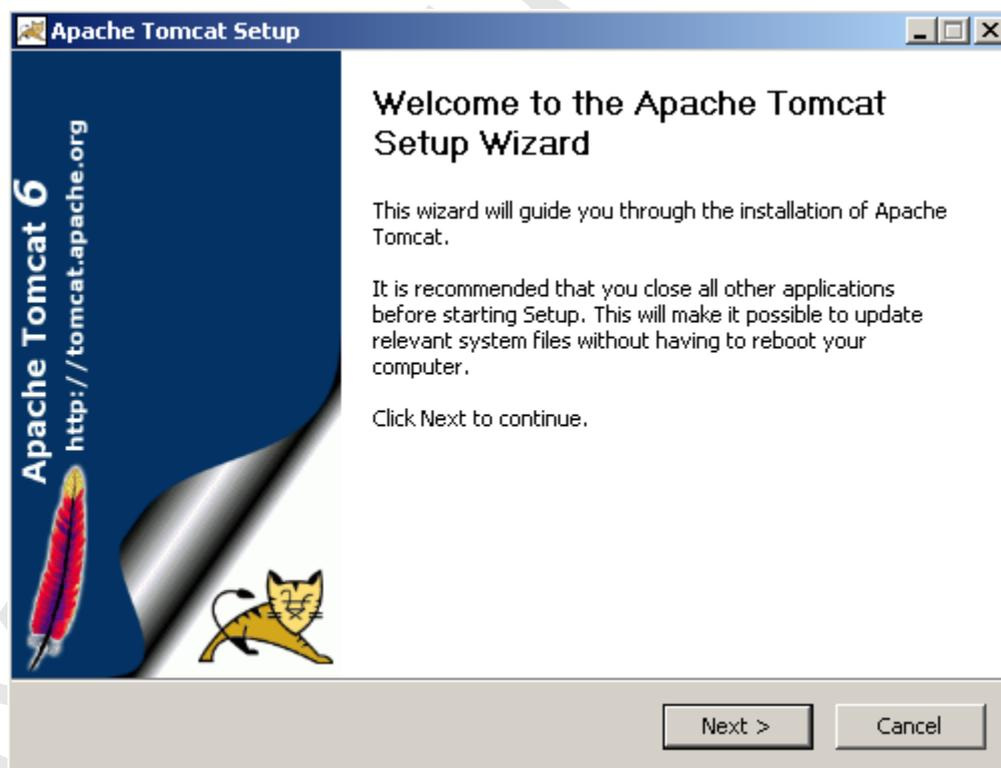 Apache Tomcat Setup
Apache Tomcat 6
http://tomcat.apache.org
Welcome to the Apache Tomcat
Setup Wizard
This wizard will guide you through the installation of Apache
Tomcat.
It is recommended that you close all other applications
before starting Setup. This will make it possible to update
relevant system files without having to reboot your
computer.
Click Next to continue.
Next >
Cancel